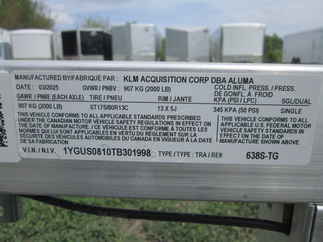 MANUFACTURED BY/FABRIQUE PAR: KLM ACQUISITION CORP DBA ALUMA
DATE: 03/2025 GVWR / PNBV 907 KG (2000 LB) COLD INFL. PRESS. / PRESS.
DE GONFL. À FROID
GAWR / PNBE (EACH AXLE) TIRE / PNEU RIM / JANTE KPA (PSI / LPC) SGL/DUAL
907 KG (2000 LB) 13 X 5J 345 KPA (50 PSI) SINGLE
THIS VEHICLE CONFORMS TO ALL APPLICABLE STANDARDS PRESCRIBED
UNDER THE CANADIAN MOTOR VEHICLE SAFETY REGULATIONS IN EFFECT ON
THE DATE OF MANUFACTURE / CE VÉHICULE EST CONFORME À TOUTES LES
NORMES QUI LUI SONT APPLICABLES EN VERTU DU RÈGLEMENT SUR LA
SÉCURITÉ DES VÉHICULES AUTOMOBILES DU CANADA EN VIGUEUR À LA
DATE DE SA FABRICATION
THIS VEHICLE CONFORMS TO
ALL APPLICABLE
U.S. FEDERAL MOTOR
VEHICLE SAFETY STANDARDS
IN EFFECT ON THE DATE OF
MANUFACTURE SHOWN ABOVE.
V.I.N. / N.I.V. 1YGUS0810TB301998 TYPE / TYPE: TRA / REM 638S-TG